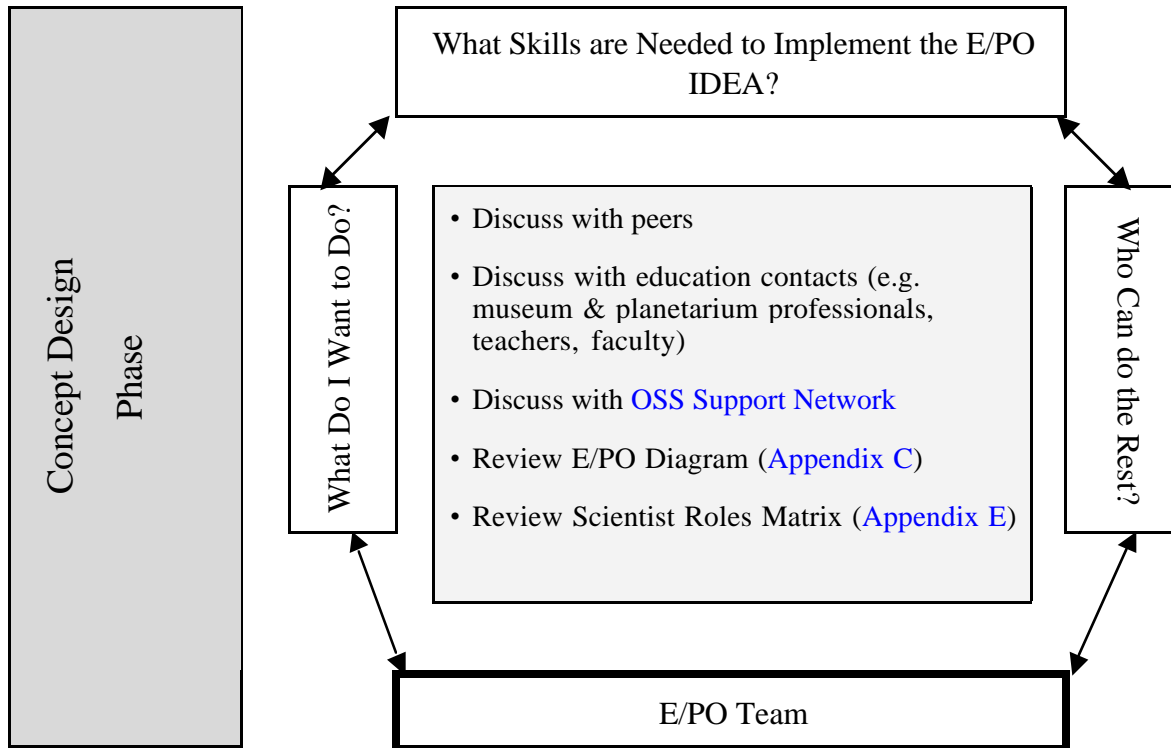 Concept Design
Phase
What Skills are Needed to Implement the E/PO
IDEA?
What Do I Want to Do?
• Discuss with peers
• Discuss with education contacts (e.g.
museum & planetarium professionals,
teachers, faculty)
• Discuss with OSS Support Network
• Review E/PO Diagram (Appendix C)
• Review Scientist Roles Matrix (Appendix E)
Who Can do the Rest?
E/PO Team